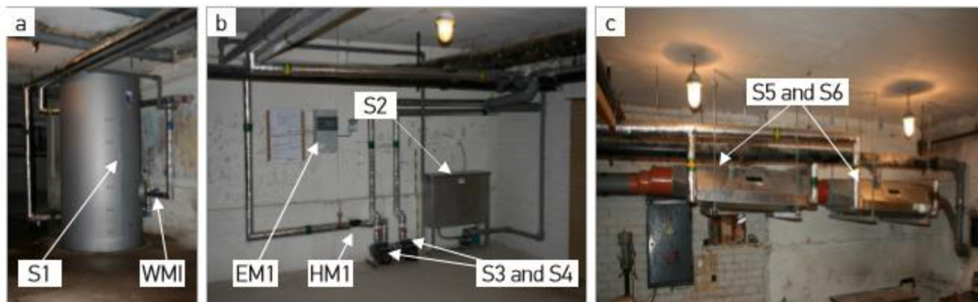 a
S1
WMI
b
S2
EM1
HM1
S3 and S4
c
S5 and S6